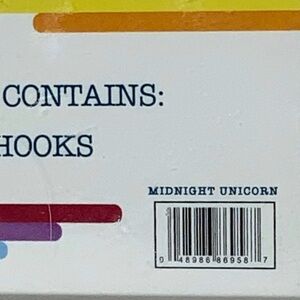 CONTAINS:
HOOKS
MIDNIGHT UNICORN
0 48986 86958 7